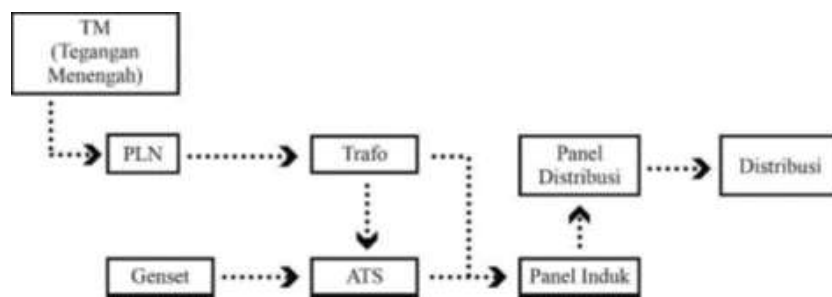 TM
(Tegangan
Menengah)
PLN
Trafo
Panel
Distribusi
Distribusi
Genset
ATS
Panel Induk